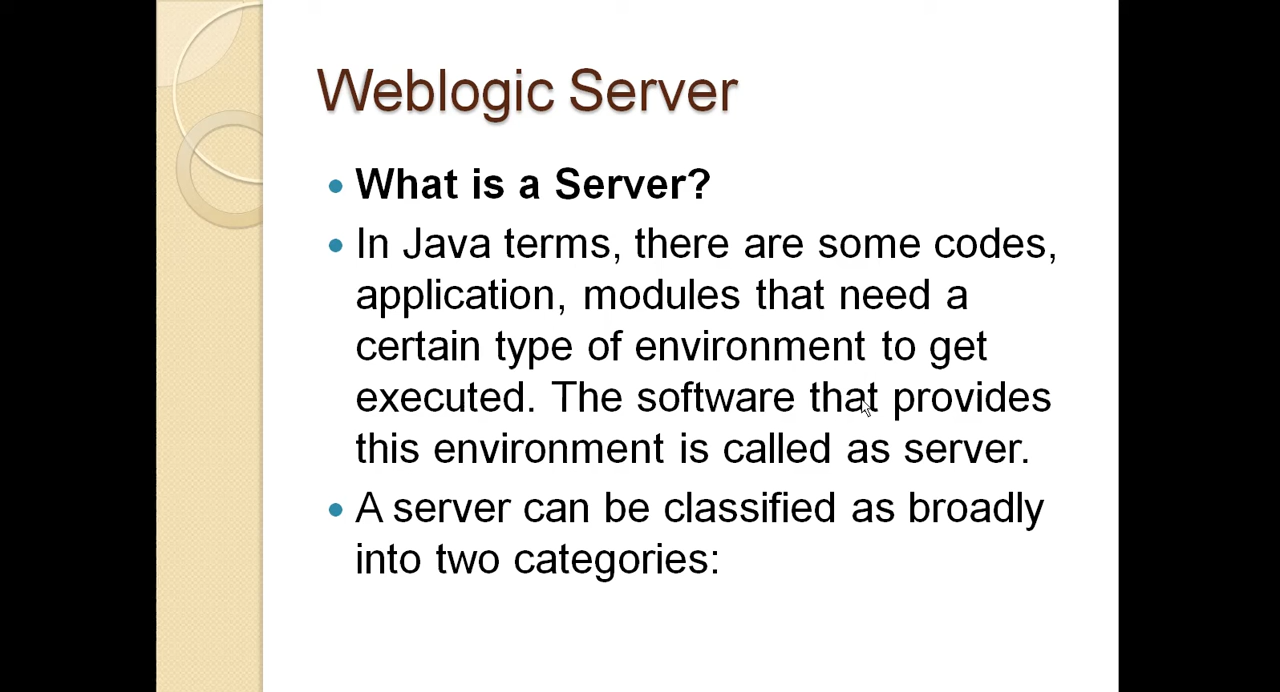 Weblogic Server
• What is a Server?
• In Java terms, there are some codes,
application, modules that need a
certain type of environment to get
executed. The software that provides
this environment is called as server.
• A server can be classified as broadly
into two categories: